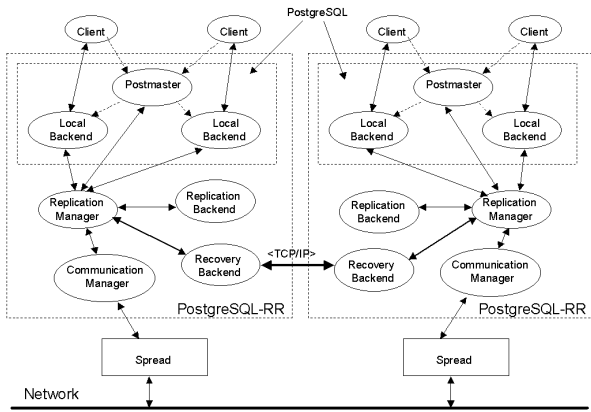 PostgreSQL
Client
Client
Client
Client
Postmaster
Postmaster
Local
Backend
Local
Backend
Local
Backend
Local
Backend
Replication
Manager
Replication
Backend
Replication
Backend
Replication
Manager
<TCP/IP>
Communication
Manager
Recovery
Backend
Recovery
Backend
Communication
Manager
PostgreSQL-RR
PostgreSQL-RR
Spread
Spread
Network